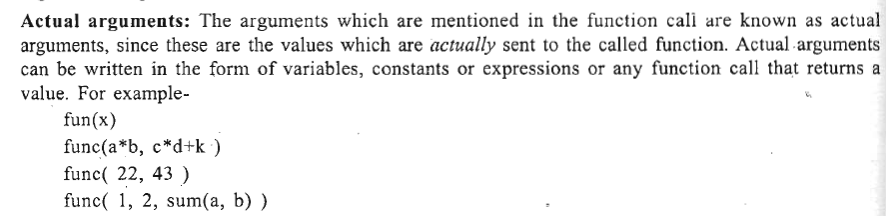 Actual arguments: The arguments which are mentioned in the function call are known as actual
arguments, since these are the values which are actually sent to the called function. Actual arguments
can be written in the form of variables, constants or expressions or any function call that returns a
value. For example-
fun(x)
func(a*b, c*d+k )
func( 22, 43 )
func( 1, 2, sum(a, b) )